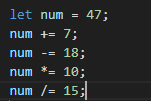 let num = 47;
num += 7;
num -= 18;
num *= 10;
num /= 15;